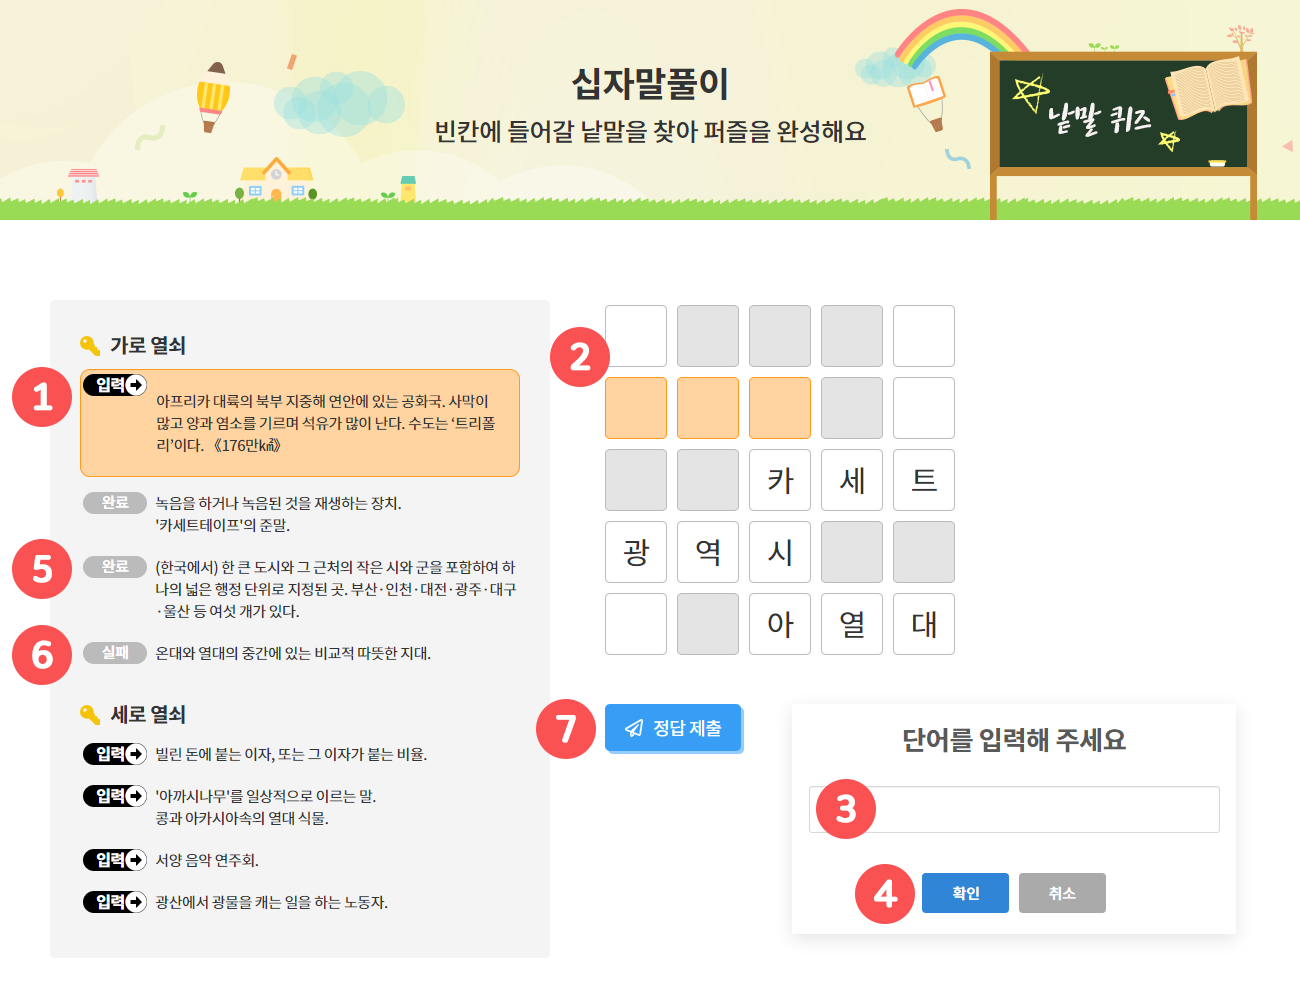 십자말풀이
빈칸에 들어갈 낱말을 찾아 퍼즐을 완성해요
낱말 퀴즈
가로 열쇠
1
입력
아프리카 대륙의 북부 지중해 연안에 있는 공화국. 사막이
많고 양과 염소를 기르며 석유가 많이 난다. 수도는 ‘트리폴
리’이다. 《176만㎢》
완료
녹음을 하거나 녹음된 것을 재생하는 장치.
'카세트테이프'의 준말.
5
완료
(한국에서) 한 큰 도시와 그 근처의 작은 시와 군을 포함하여 하
나의 넓은 행정 단위로 지정된 곳. 부산·인천·대전·광주·대구
·울산 등 여섯 개가 있다.
6
실패
온대와 열대의 중간에 있는 비교적 따뜻한 지대.
세로 열쇠
입력
빌린 돈에 붙는 이자, 또는 그 이자가 붙는 비율.
입력
'아까시나무'를 일상적으로 이르는 말.
콩과 아카시아속의 열대 식물.
입력
서양 음악 연주회.
입력
광산에서 광물을 캐는 일을 하는 노동자.
2
카 세 트
광 역 시
아 열 대
7
정답 제출
단어를 입력해 주세요
3
4
확인
취소